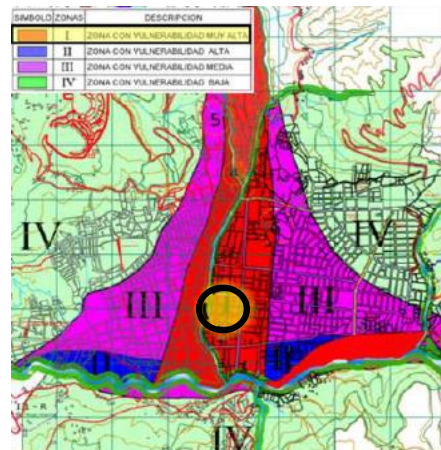 SIMBOLO ZONAS DESCRIPCION
I ZONA CON VULNERABILIDAD MUY ALTA
II ZONA CON VULNERABILIDAD ALTA
III ZONA CON VULNERABILIDAD MEDIA
IV ZONA CON VULNERABILIDAD BAJA
5
IV
IV
III
III
II
IV